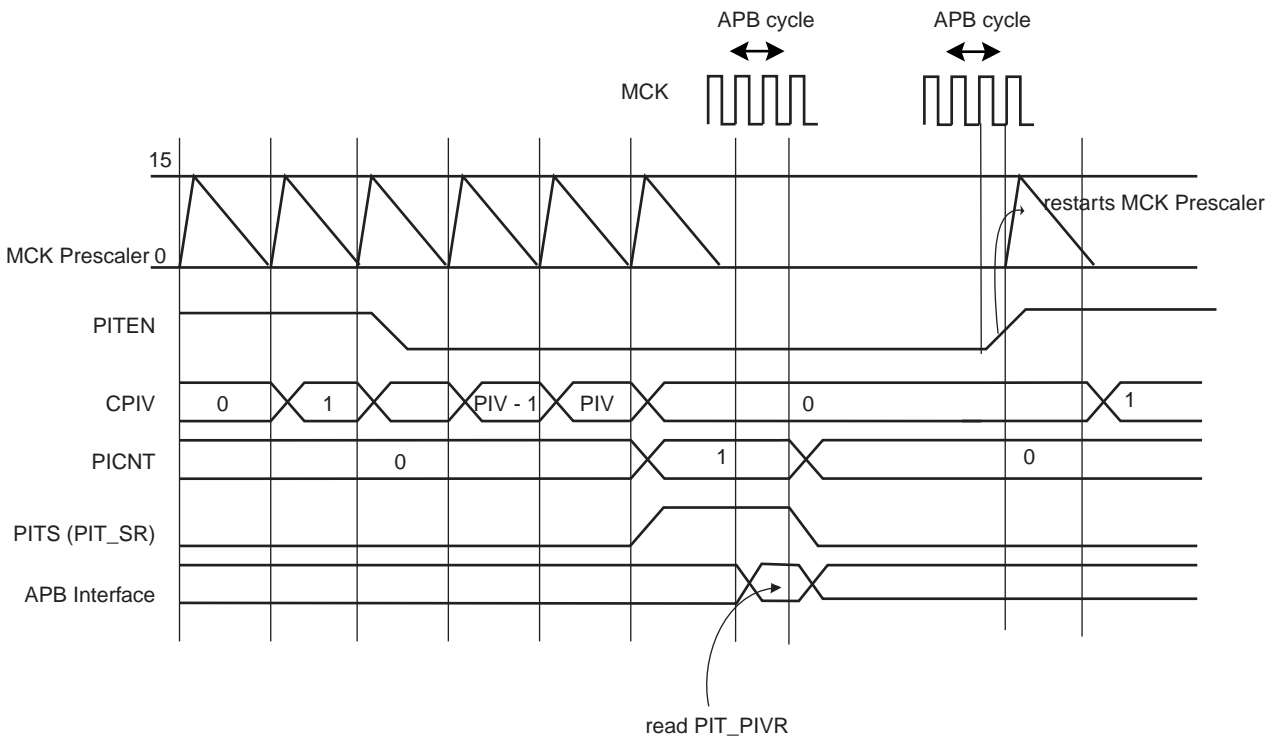 APB cycle
APB cycle
MCK
15
restarts MCK Prescaler
MCK Prescaler 0
PITEN
CPIV 0 1 PIV - 1 PIV 0 1
PICNT 0 1 0
PITS (PIT_SR)
APB Interface
read PIT_PIVR